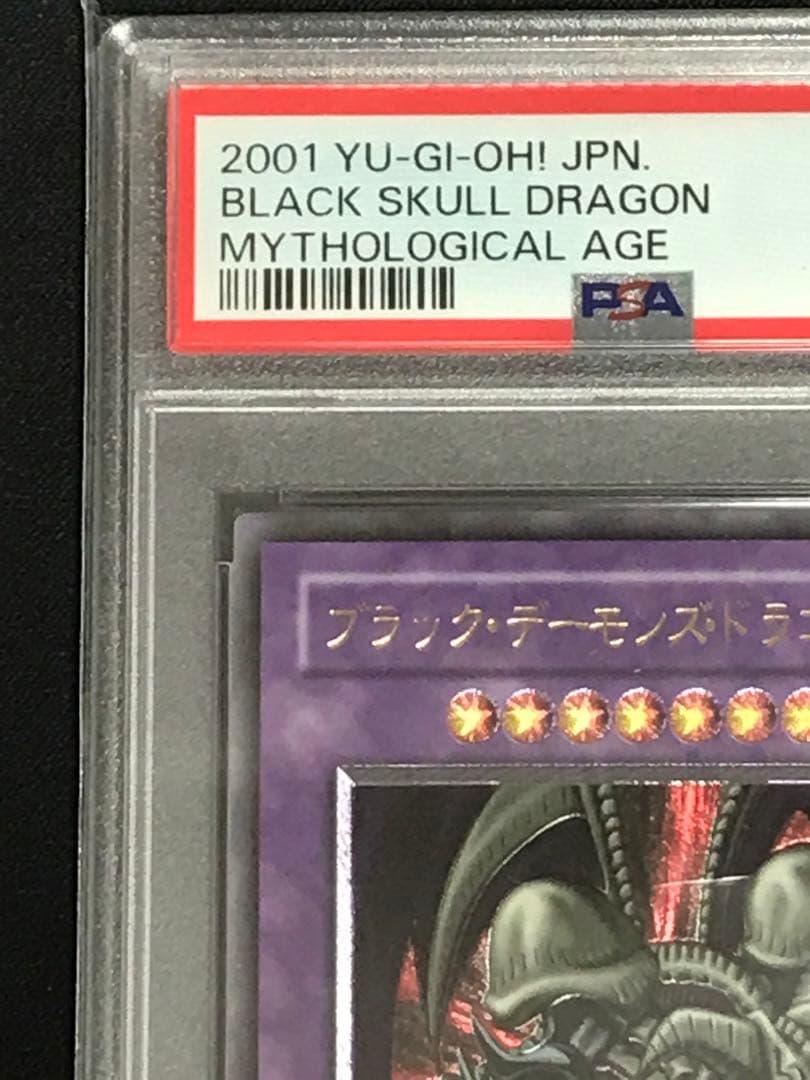 2001 YU-GI-OH! JPN.
BLACK SKULL DRAGON
MYTHOLOGICAL AGE
PSA
ブラック・デーモンズ・ドラ